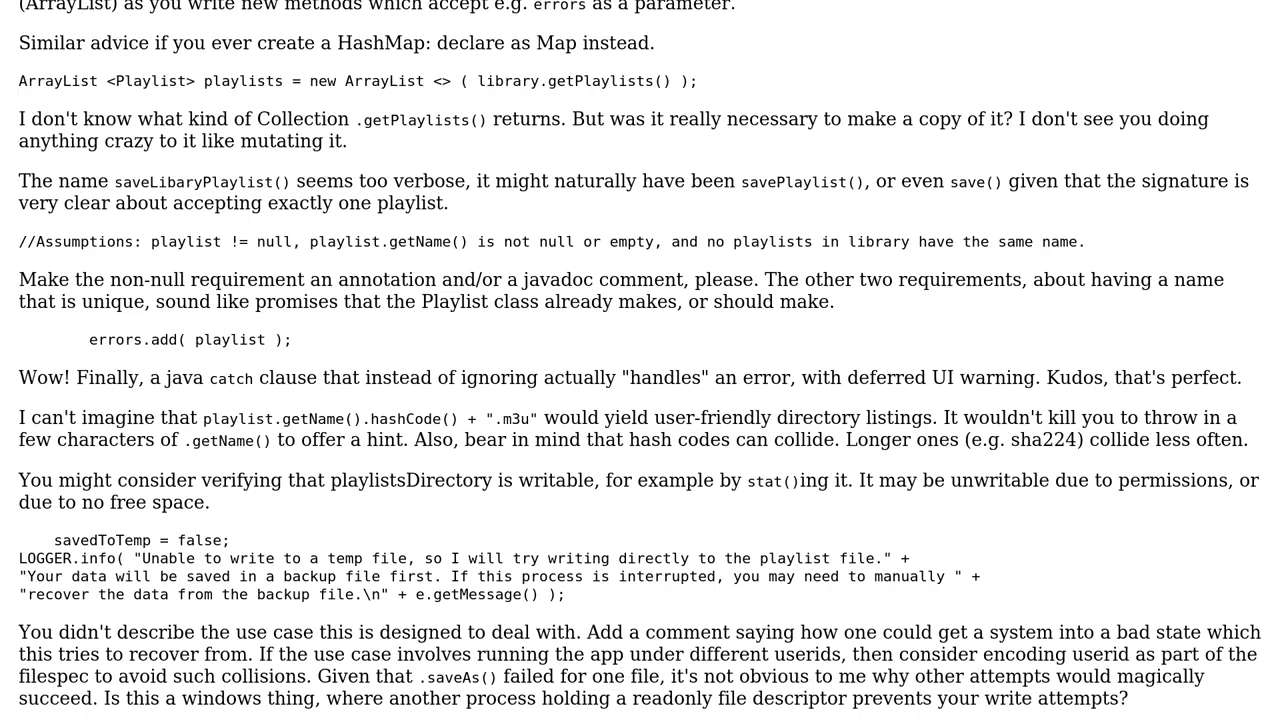 (ArrayList) as you write new methods which accept e.g. errors as a parameter.
Similar advice if you ever create a HashMap: declare as Map instead.
ArrayList <Playlist> playlists = new ArrayList <> ( library.getPlaylists() );
I don't know what kind of Collection .getPlaylists() returns. But was it really necessary to make a copy of it? I don't see you doing
anything crazy to it like mutating it.
The name saveLibaryPlaylist() seems too verbose, it might naturally have been savePlaylist(), or even save() given that the signature is
very clear about accepting exactly one playlist.
//Assumptions: playlist != null, playlist.getName() is not null or empty, and no playlists in library have the same name.
Make the non-null requirement an annotation and/or a javadoc comment, please. The other two requirements, about having a name
that is unique, sound like promises that the Playlist class already makes, or should make.
errors.add( playlist );
Wow! Finally, a java catch clause that instead of ignoring actually "handles" an error, with deferred UI warning. Kudos, that's perfect.
I can't imagine that playlist.getName().hashCode() + ".m3u" would yield user-friendly directory listings. It wouldn't kill you to throw in a
few characters of .getName() to offer a hint. Also, bear in mind that hash codes can collide. Longer ones (e.g. sha224) collide less often.
You might consider verifying that playlistsDirectory is writable, for example by stat()ing it. It may be unwritable due to permissions, or
due to no free space.
savedToTemp = false;
LOGGER.info( "Unable to write to a temp file, so I will try writing directly to the playlist file." +
"Your data will be saved in a backup file first. If this process is interrupted, you may need to manually " +
"recover the data from the backup file.\n" + e.getMessage() );
You didn't describe the use case this is designed to deal with. Add a comment saying how one could get a system into a bad state which
this tries to recover from. If the use case involves running the app under different userids, then consider encoding userid as part of the
filespec to avoid such collisions. Given that .saveAs() failed for one file, it's not obvious to me why other attempts would magically
succeed. Is this a windows thing, where another process holding a readonly file descriptor prevents your write attempts?